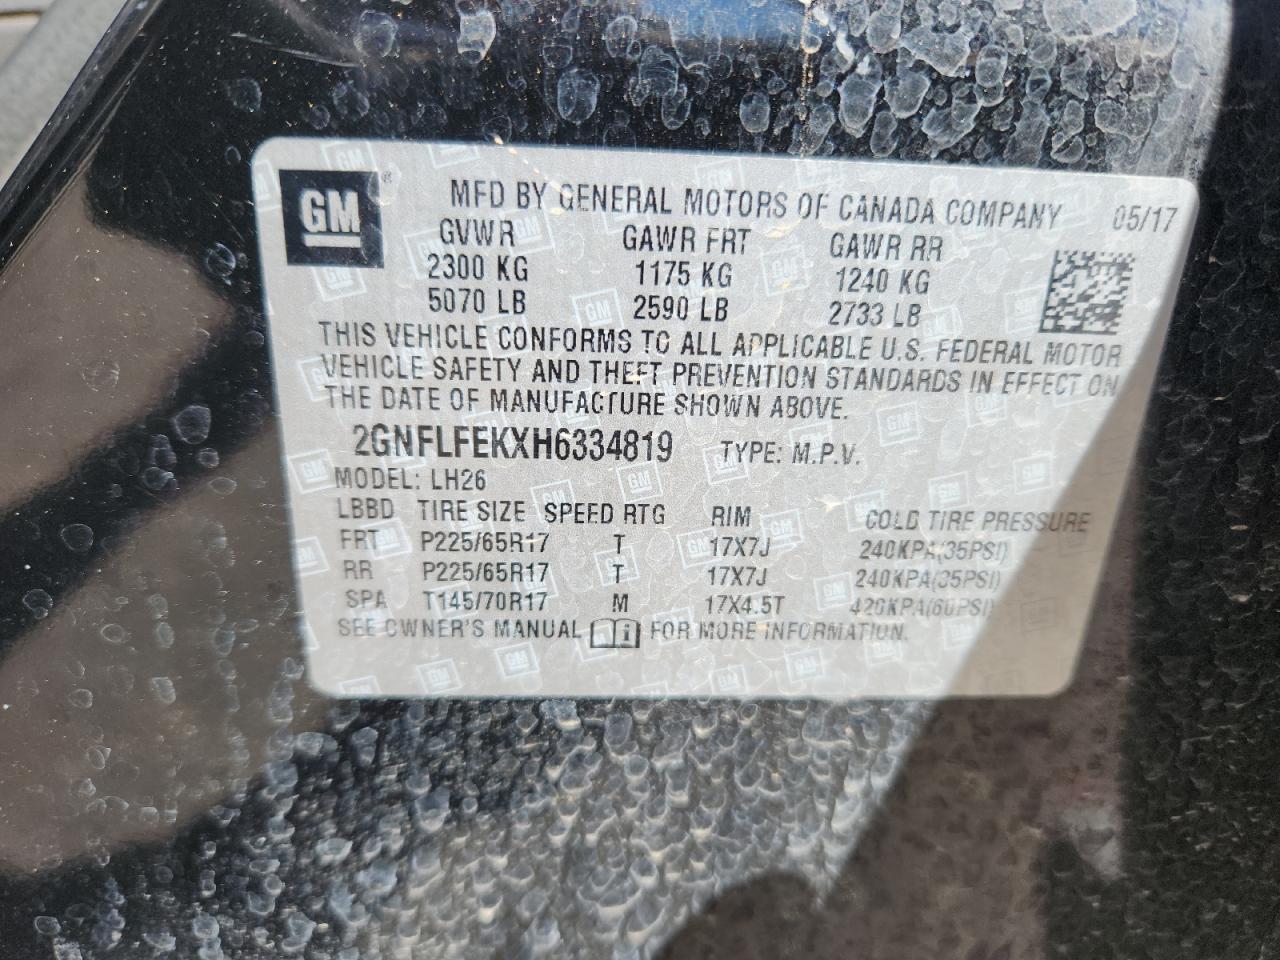 GM ® MFD BY GENERAL MOTORS OF CANADA COMPANY 05/17
GVWR GAWR FRT GAWR RR
2300 KG 1175 KG 1240 KG
5070 LB 2590 LB 2733 LB
THIS VEHICLE CONFORMS TO ALL APPLICABLE U.S. FEDERAL MOTOR
VEHICLE SAFETY AND THEFT PREVENTION STANDARDS IN EFFECT ON
THE DATE OF MANUFACTURE SHOWN ABOVE.
2GNFLFEKXH6334819 TYPE: M.P.V.
MODEL: LH26
LBBD TIRE SIZE SPEED RTG RIM COLD TIRE PRESSURE
FRT P225/65R17 T 17X7J 240KPA(35PSI)
RR P225/65R17 T 17X7J 240KPA(35PSI)
SPA T145/70R17 M 17X4.5T 420KPA(60PSI)
SEE OWNER'S MANUAL FOR MORE INFORMATION.